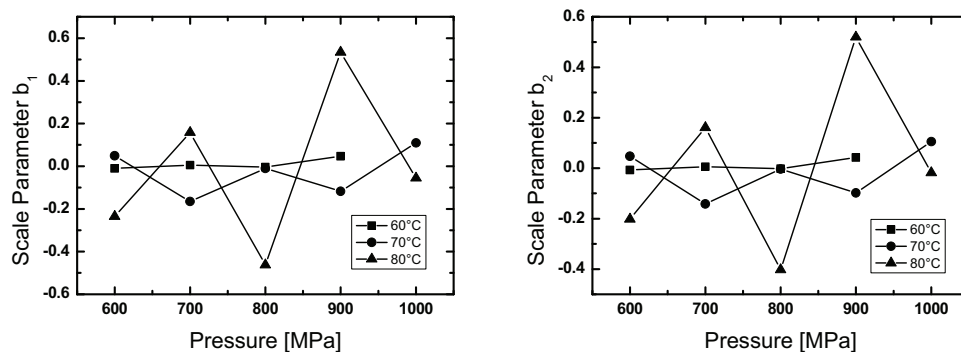 0.6
0.4
0.2
0.0
-0.2
-0.4
-0.6
Scale Parameter b1
60°C
70°C
80°C
600 700 800 900 1000
Pressure [MPa]
0.6
0.4
0.2
0.0
-0.2
-0.4
Scale Parameter b2
60°C
70°C
80°C
600 700 800 900 1000
Pressure [MPa]